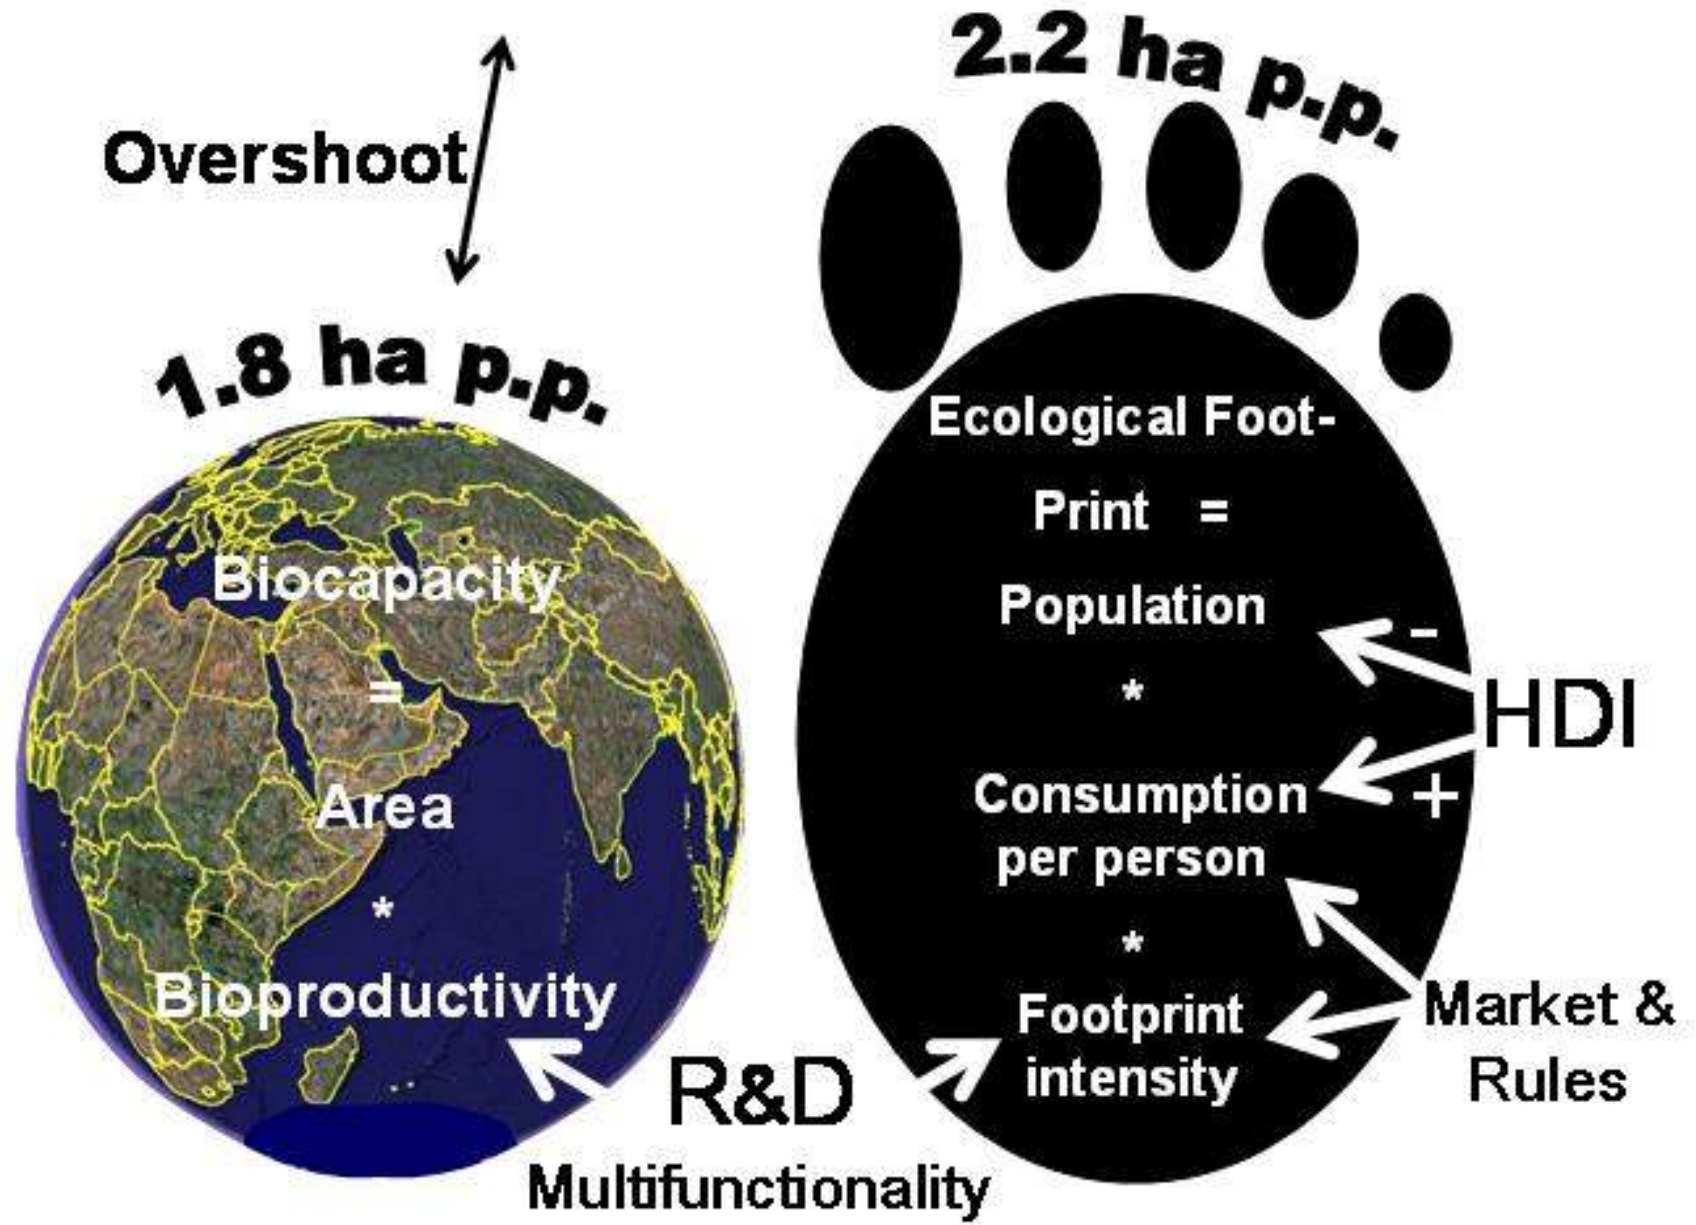 Overshoot
1.8 ha p.p.
Biocapacity
=
Area
*
Bioproductivity
2.2 ha p.p.
Ecological Foot-
Print =
Population
*
Consumption
per person
*
Footprint
intensity
-
HDI
+
Market &
Rules
R&D
Multifunctionality